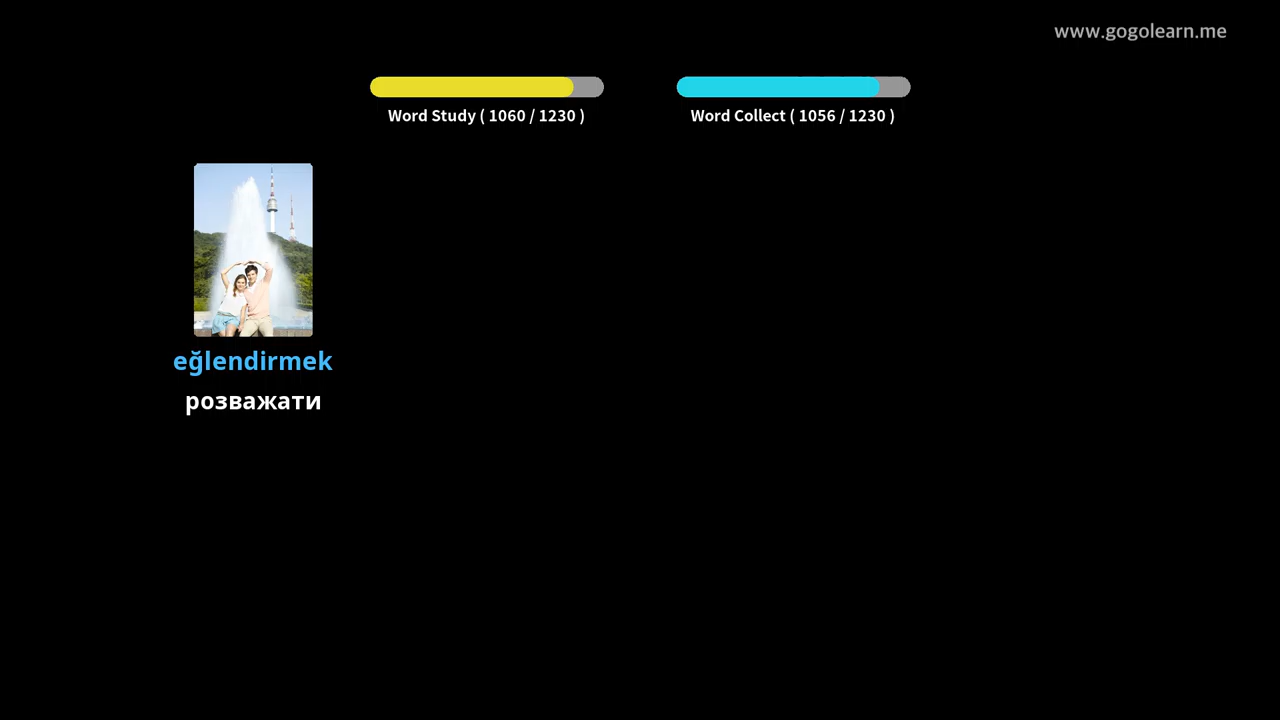 www.gogolearn.me
Word Study ( 1060 / 1230 )
Word Collect ( 1056 / 1230 )
eğlendirmek
розважати